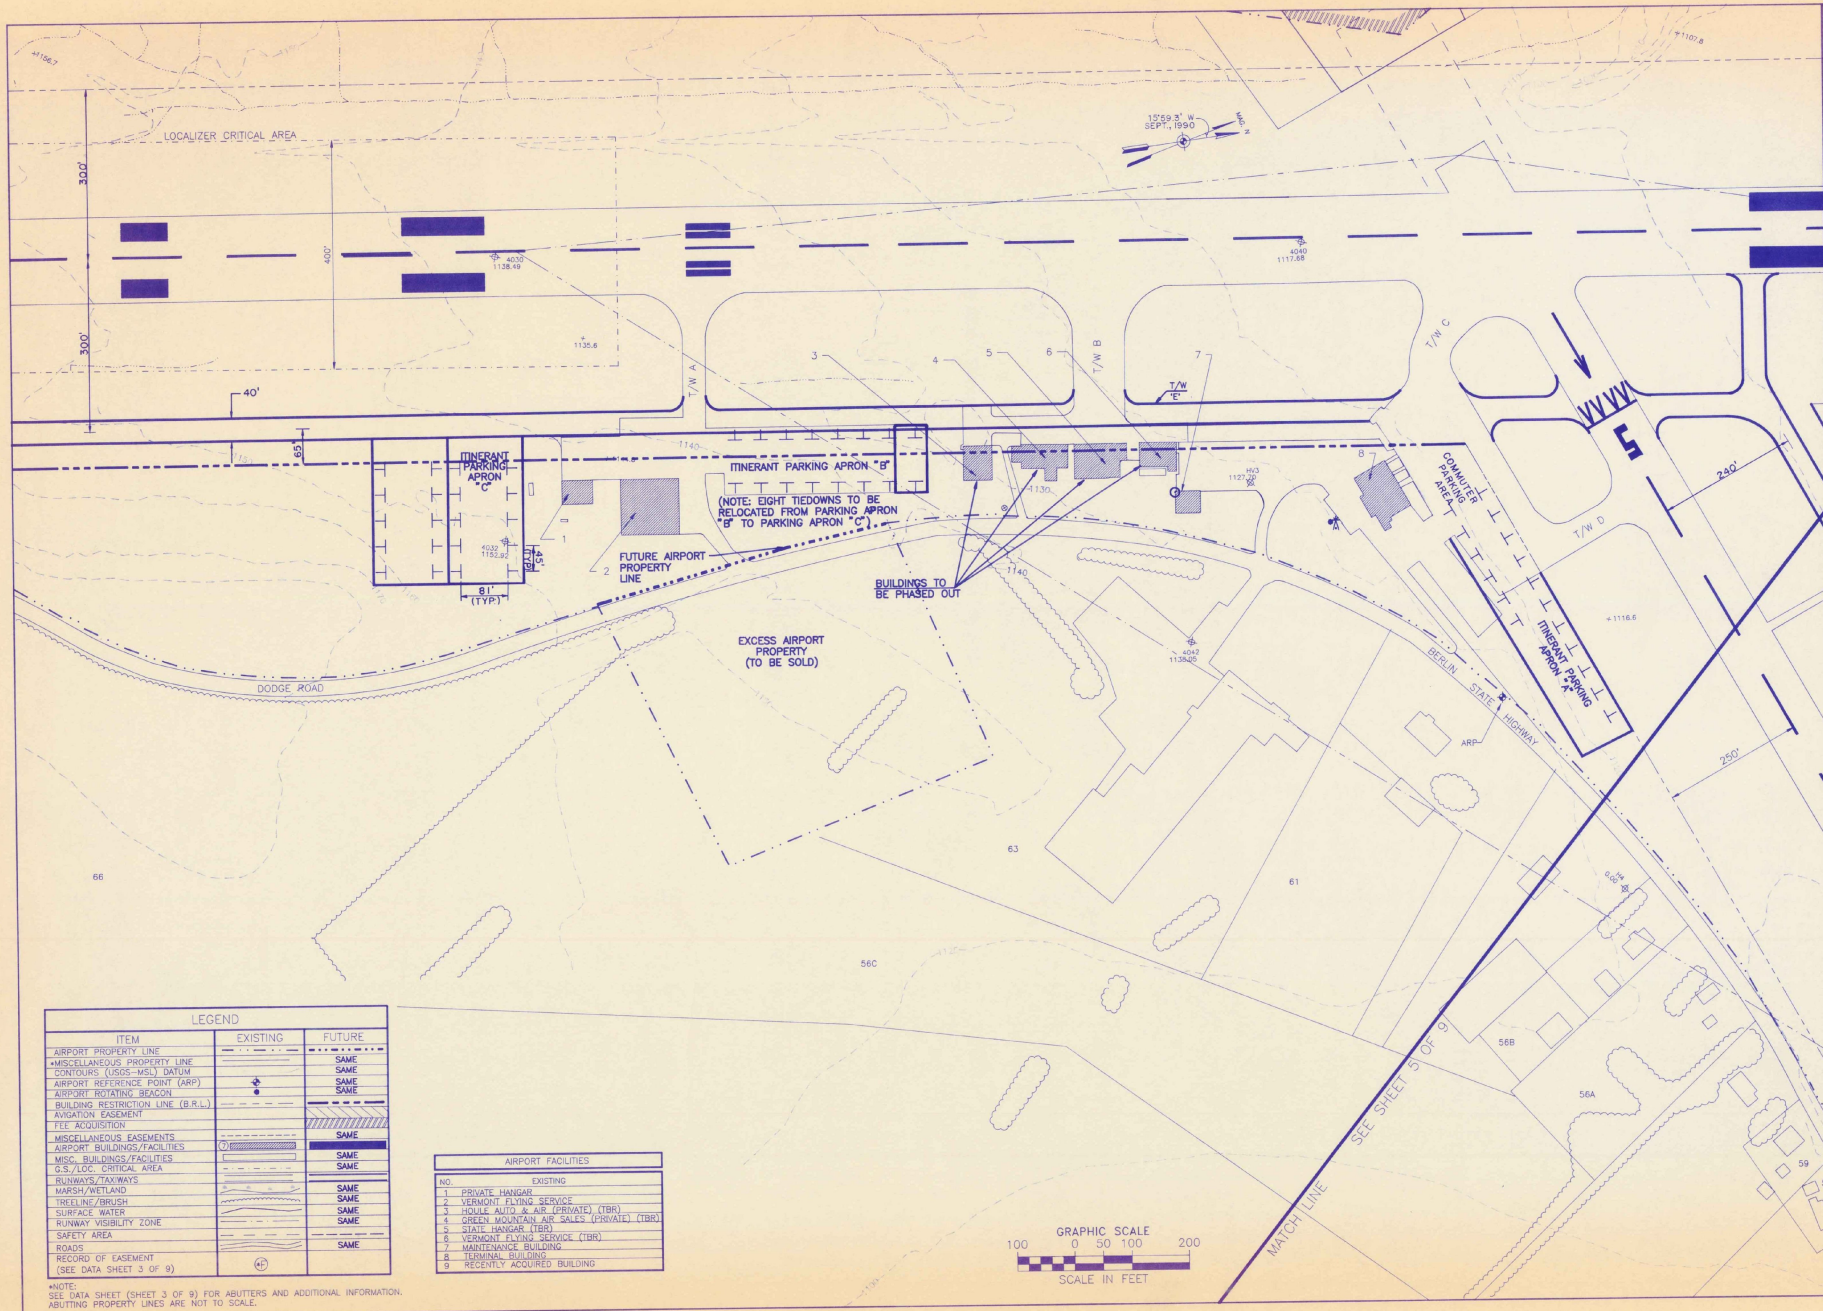 +1166.7
+1107.8
LOCALIZER CRITICAL AREA
15°59.3' W
SEPT., 1990
MAG. N
300'
400'
4030
1138.49
4040
1117.68
300'
+
1135.6
3
4
5
6
7
T/W A
T/W B
T/W C
T/W
'E'
40'
65'
1140
ITINERANT
PARKING
APRON
"C"
ITINERANT PARKING APRON "B"
(NOTE: EIGHT TIEDOWNS TO BE
RELOCATED FROM PARKING APRON
"B" TO PARKING APRON "C")
1130
HV3
1127.70
8
COMMUTER
PARKING
AREA
240'
4032
1152.92
45'
(TYP)
81'
(TYP.)
1
2
FUTURE AIRPORT
PROPERTY
LINE
1140
BUILDINGS TO
BE PHASED OUT
T/W D
+1116.6
ITINERANT PARKING
APRON "A"
EXCESS AIRPORT
PROPERTY
(TO BE SOLD)
4042
1138.05
BERLIN STATE HIGHWAY
ARP
250'
DODGE ROAD
66
63
61
H4
0.00
56C
56B
56A
59
MATCH LINE SEE SHEET 5 OF 9
LEGEND
ITEM EXISTING FUTURE
AIRPORT PROPERTY LINE
*MISCELLANEOUS PROPERTY LINE SAME
CONTOURS (USGS-MSL) DATUM SAME
AIRPORT REFERENCE POINT (ARP) SAME
AIRPORT ROTATING BEACON SAME
BUILDING RESTRICTION LINE (B.R.L.)
AVIGATION EASEMENT
FEE ACQUISITION
MISCELLANEOUS EASEMENTS SAME
AIRPORT BUILDINGS/FACILITIES
MISC. BUILDINGS/FACILITIES SAME
G.S./LOC. CRITICAL AREA SAME
RUNWAYS/TAXIWAYS
MARSH/WETLAND SAME
TREELINE/BRUSH SAME
SURFACE WATER SAME
RUNWAY VISIBILITY ZONE SAME
SAFETY AREA
ROADS SAME
RECORD OF EASEMENT
(SEE DATA SHEET 3 OF 9)
*NOTE:
SEE DATA SHEET (SHEET 3 OF 9) FOR ABUTTERS AND ADDITIONAL INFORMATION.
ABUTTING PROPERTY LINES ARE NOT TO SCALE.
AIRPORT FACILITIES
NO. EXISTING
1 PRIVATE HANGAR
2 VERMONT FLYING SERVICE
3 HOULE AUTO & AIR (PRIVATE) (TBR)
4 GREEN MOUNTAIN AIR SALES (PRIVATE) (TBR)
5 STATE HANGAR (TBR)
6 VERMONT FLYING SERVICE (TBR)
7 MAINTENANCE BUILDING
8 TERMINAL BUILDING
9 RECENTLY ACQUIRED BUILDING
GRAPHIC SCALE
100 0 50 100 200
SCALE IN FEET